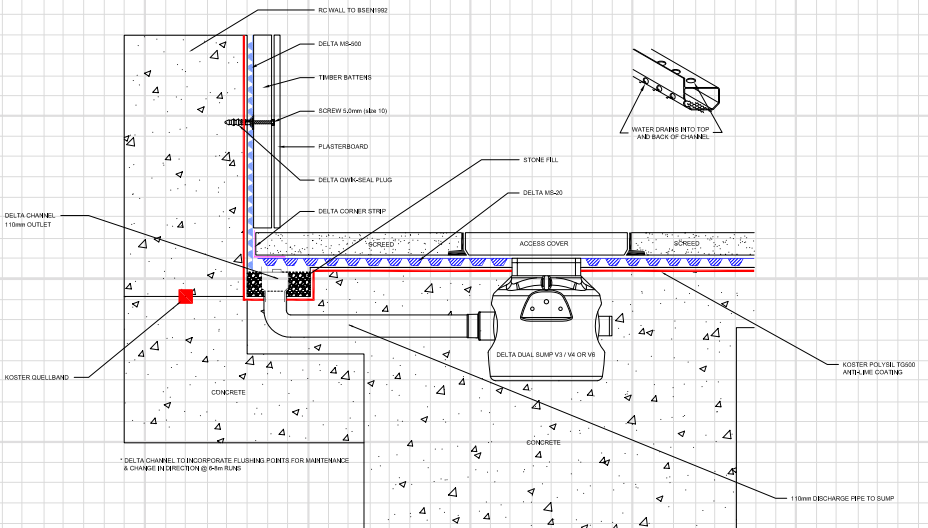 RC WALL TO BSEN1992
DELTA MS-500
TIMBER BATTENS
SCREW 5.0mm (size 10)
WATER DRAINS INTO TOP
AND BACK OF CHANNEL
PLASTERBOARD
STONE FILL
DELTA QWIK-SEAL PLUG
DELTA MS-20
DELTA CORNER STRIP
DELTA CHANNEL
110mm OUTLET
SCREED
ACCESS COVER
SCREED
DELTA DUAL SUMP V3 / V4 OR V6
KOSTER POLYSIL TG500
ANTI-LIME COATING
KOSTER QUELLBAND
CONCRETE
CONCRETE
* DELTA CHANNEL TO INCORPORATE FLUSHING POINTS FOR MAINTENANCE
& CHANGE IN DIRECTION @ 6-8m RUNS
110mm DISCHARGE PIPE TO SUMP